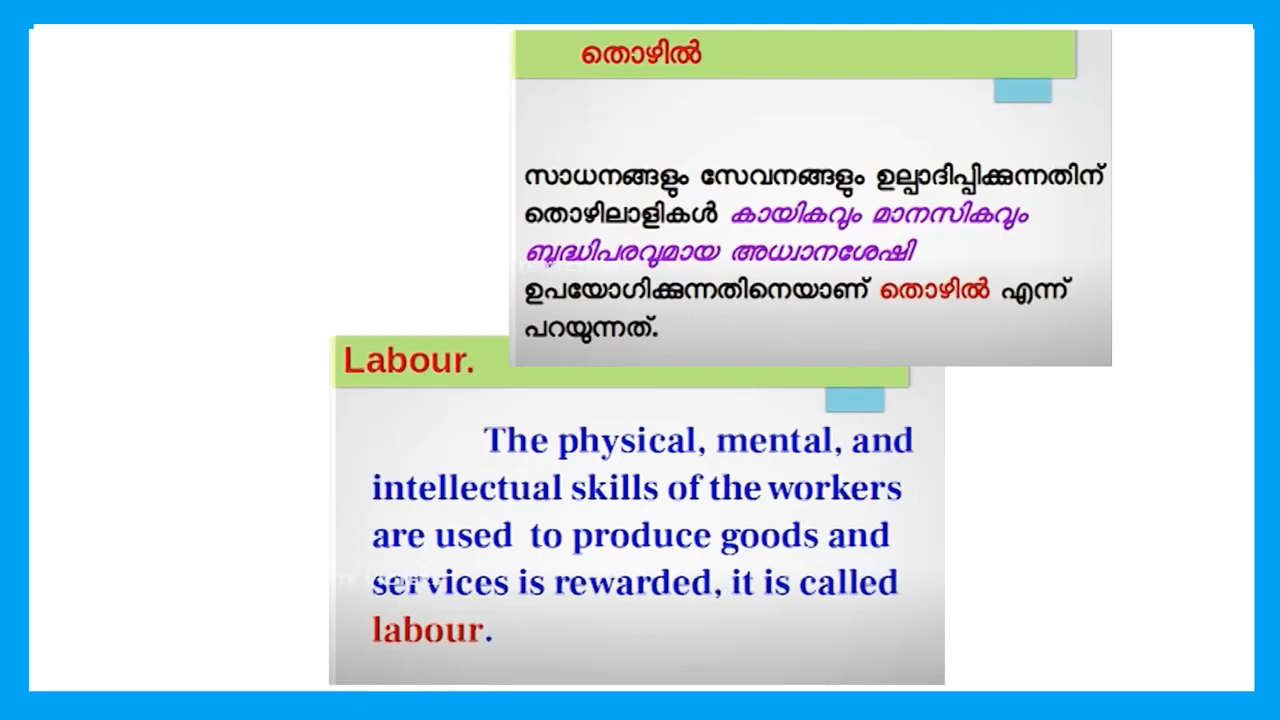 തൊഴിൽ
സാധനങ്ങളും സേവനങ്ങളും ഉല്പാദിപ്പിക്കുന്നതിന്
തൊഴിലാളികൾ കായികവും മാനസികവും
ബുദ്ധിപരവുമായ അധ്വാനശേഷി
ഉപയോഗിക്കുന്നതിനെയാണ് തൊഴിൽ എന്ന്
പറയുന്നത്.
Labour.
The physical, mental, and
intellectual skills of the workers
are used to produce goods and
services is rewarded, it is called
labour.